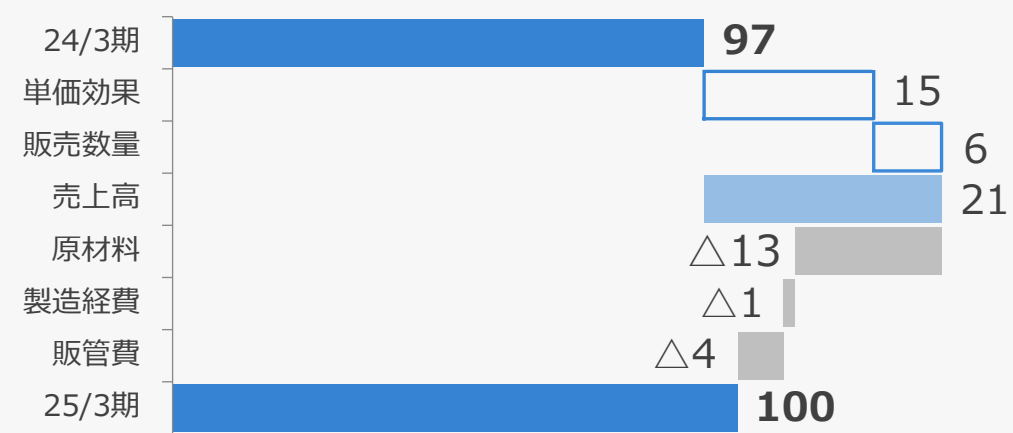 24/3期 97
単価効果 15
販売数量 6
売上高 21
原材料 △13
製造経費 △1
販管費 △4
25/3期 100